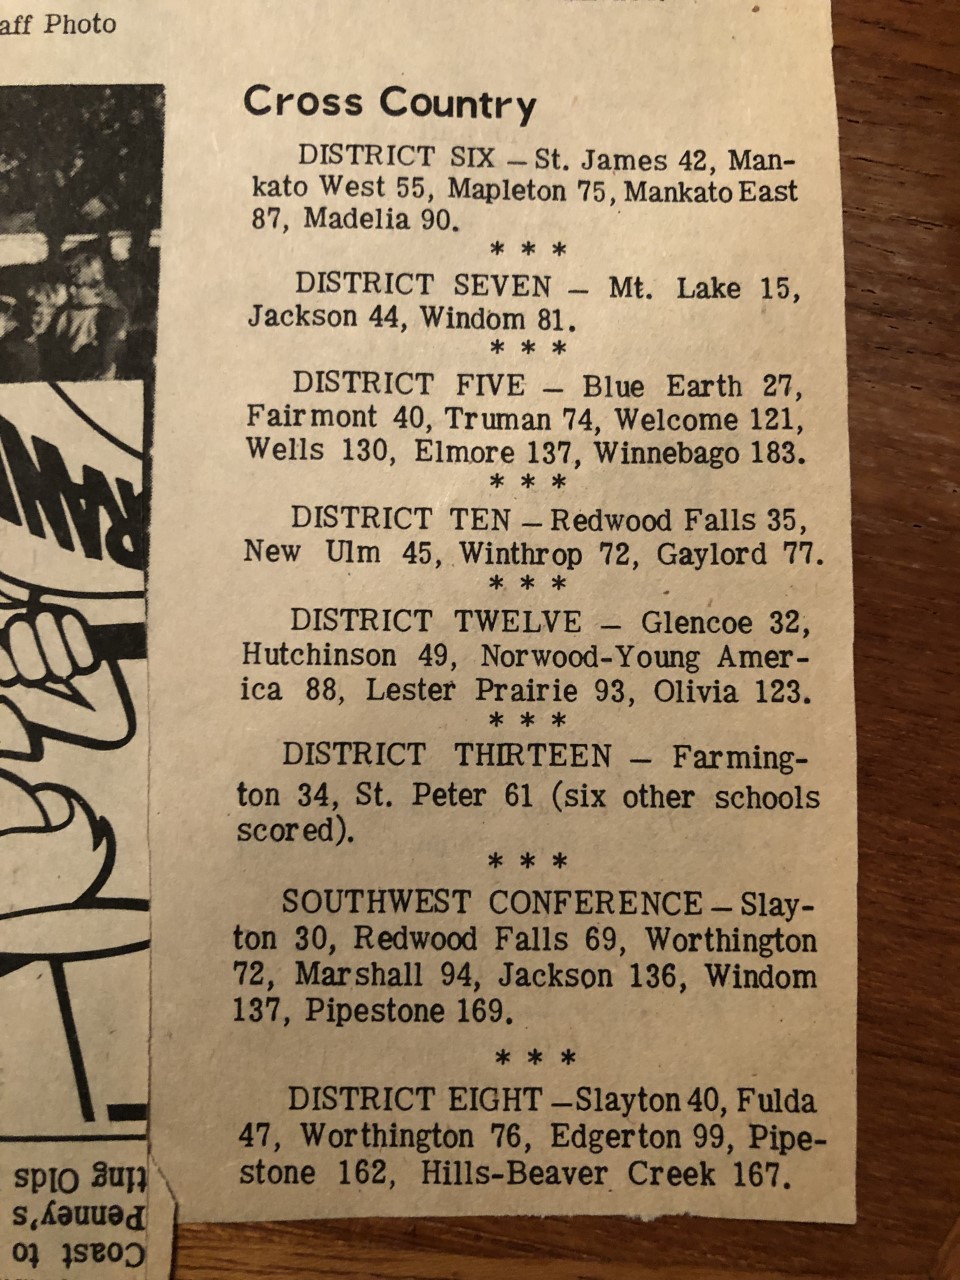 aff Photo
Cross Country
DISTRICT SIX — St. James 42, Man-
kato West 55, Mapleton 75, Mankato East
87, Madelia 90.
* * *
DISTRICT SEVEN — Mt. Lake 15,
Jackson 44, Windom 81.
* * *
DISTRICT FIVE — Blue Earth 27,
Fairmont 40, Truman 74, Welcome 121,
Wells 130, Elmore 137, Winnebago 183.
* * *
DISTRICT TEN — Redwood Falls 35,
New Ulm 45, Winthrop 72, Gaylord 77.
* * *
DISTRICT TWELVE — Glencoe 32,
Hutchinson 49, Norwood-Young Amer-
ica 88, Lester Prairie 93, Olivia 123.
* * *
DISTRICT THIRTEEN — Farming-
ton 34, St. Peter 61 (six other schools
scored).
* * *
SOUTHWEST CONFERENCE — Slay-
ton 30, Redwood Falls 69, Worthington
72, Marshall 94, Jackson 136, Windom
137, Pipestone 169.
* * *
DISTRICT EIGHT — Slayton 40, Fulda
47, Worthington 76, Edgerton 99, Pipe-
stone 162, Hills-Beaver Creek 167.
Coast to
Penney's
ting Olds